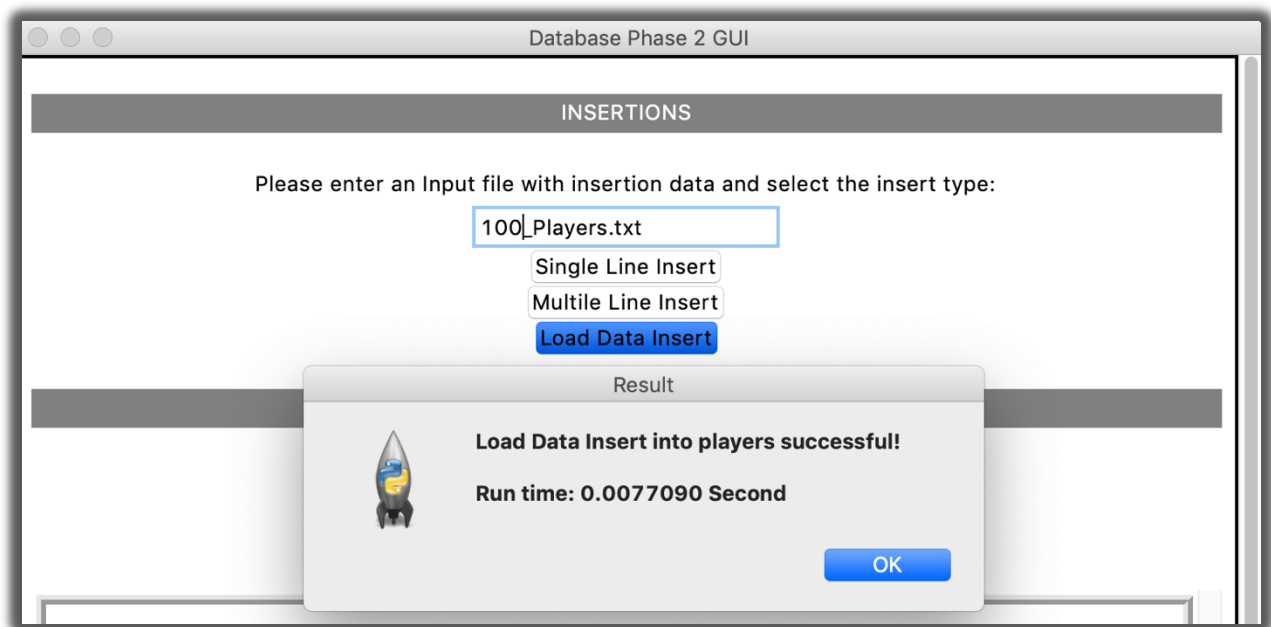 Database Phase 2 GUI
INSERTIONS
Please enter an Input file with insertion data and select the insert type:
100_Players.txt
Single Line Insert
Multile Line Insert
Load Data Insert
Result
Load Data Insert into players successful!
Run time: 0.0077090 Second
OK